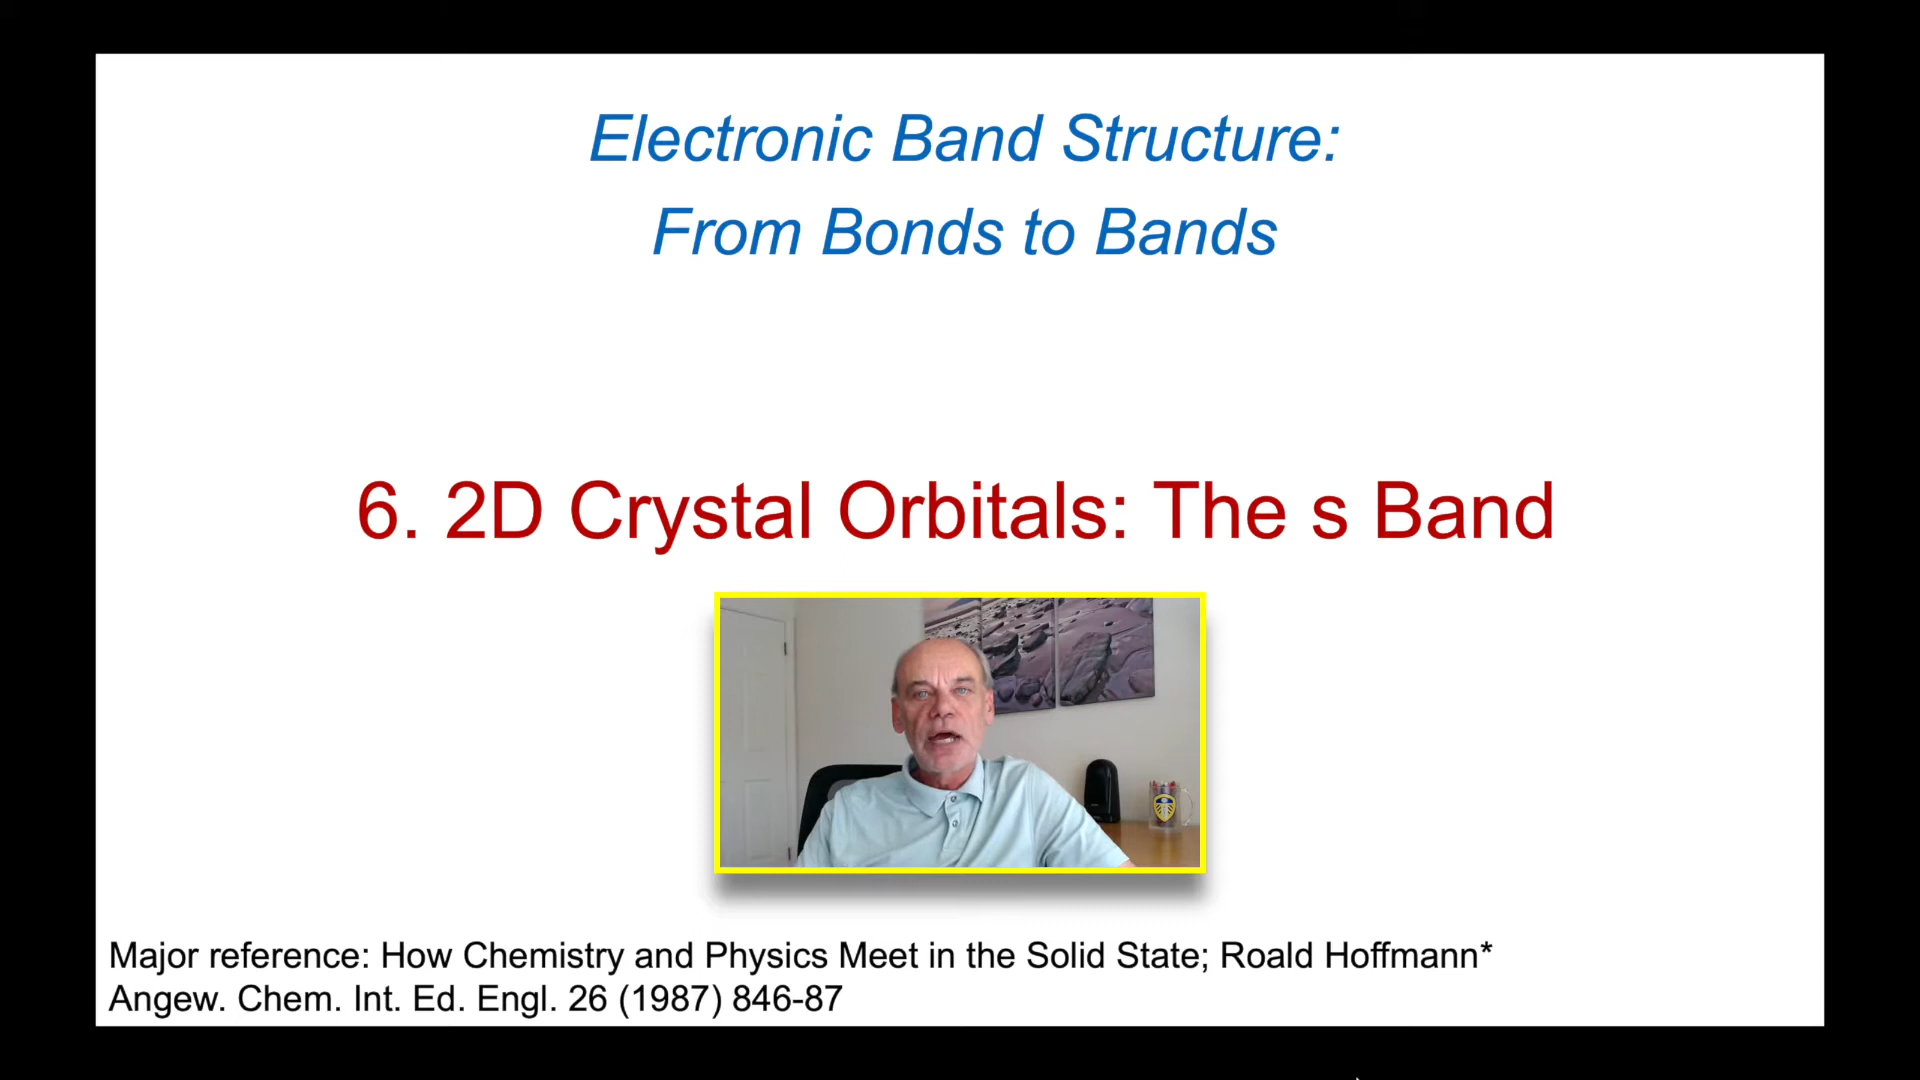 Electronic Band Structure:
From Bonds to Bands
6. 2D Crystal Orbitals: The s Band
Major reference: How Chemistry and Physics Meet in the Solid State; Roald Hoffmann*
Angew. Chem. Int. Ed. Engl. 26 (1987) 846-87